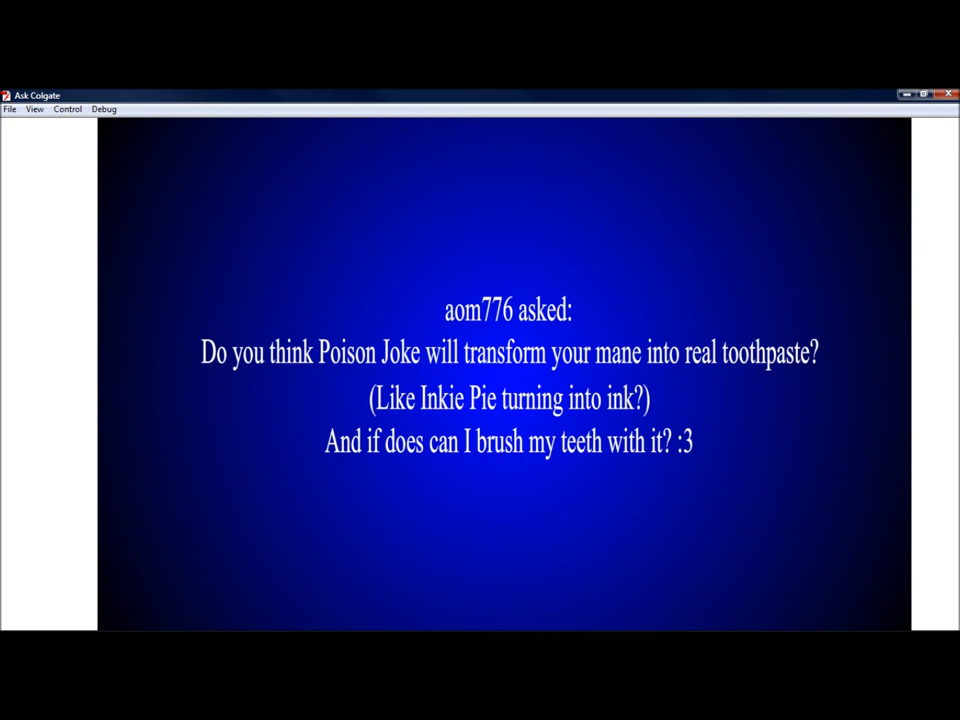 Ask Colgate
File View Control Debug
aom776 asked:
Do you think Poison Joke will transform your mane into real toothpaste?
(Like Inkie Pie turning into ink?)
And if does can I brush my teeth with it? :3